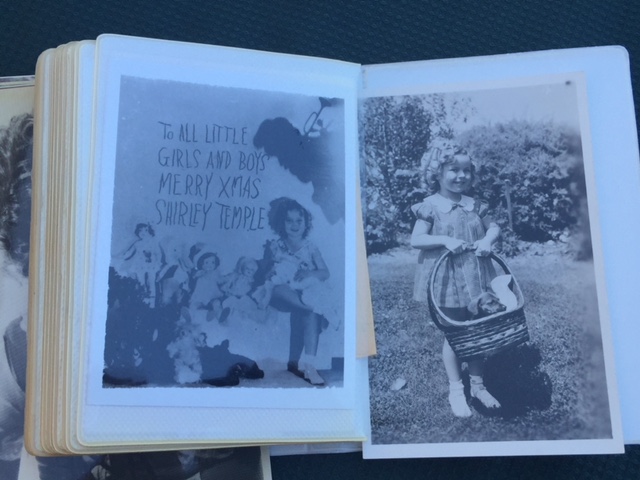 To ALL LITTLE
GIRLS AND BOYS
MERRY XMAS
SHIRLEY TEMPLE